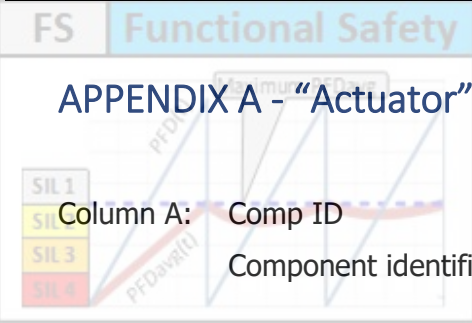 FS Functional Safety
Maximum PFDavg
APPENDIX A - “Actuator”
SIL 1
Column A: Comp ID
SIL 2
SIL 3
Component identifi
PFDavg(t)
SIL 4